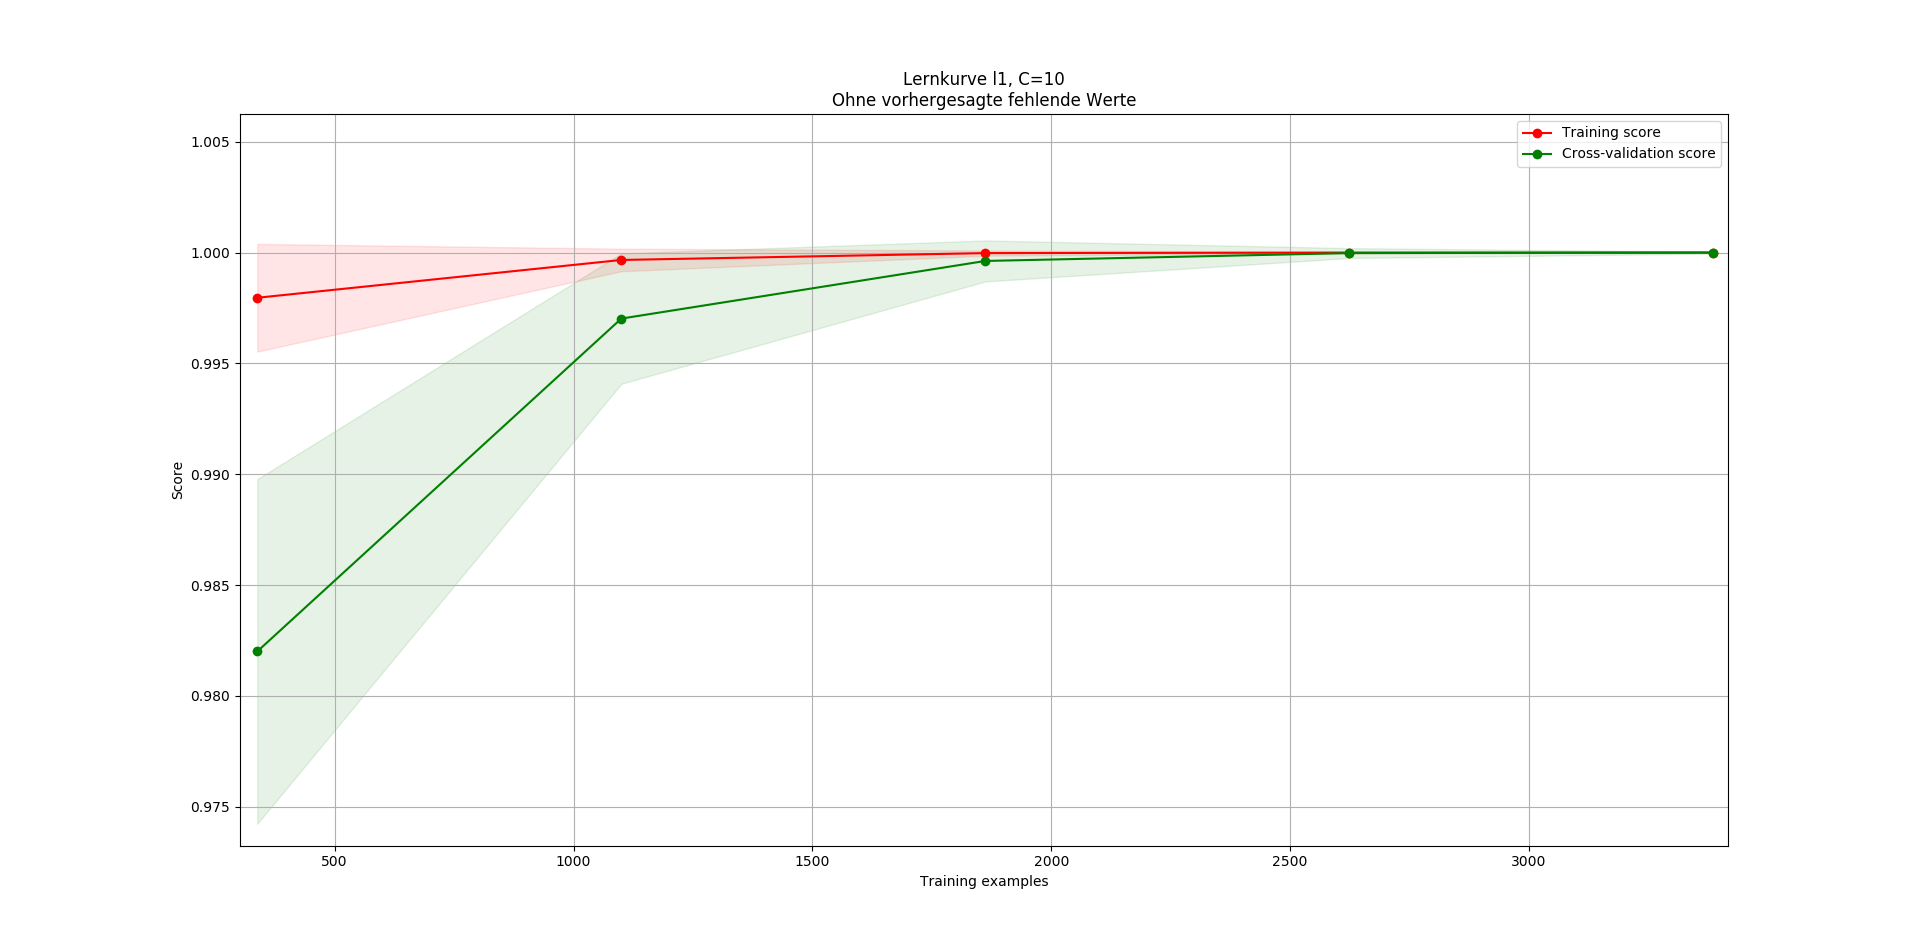 Lernkurve l1, C=10
Ohne vorhergesagte fehlende Werte
Training score
Cross-validation score
1.005
1.000
0.995
0.990
0.985
0.980
0.975
Score
500 1000 1500 2000 2500 3000
Training examples